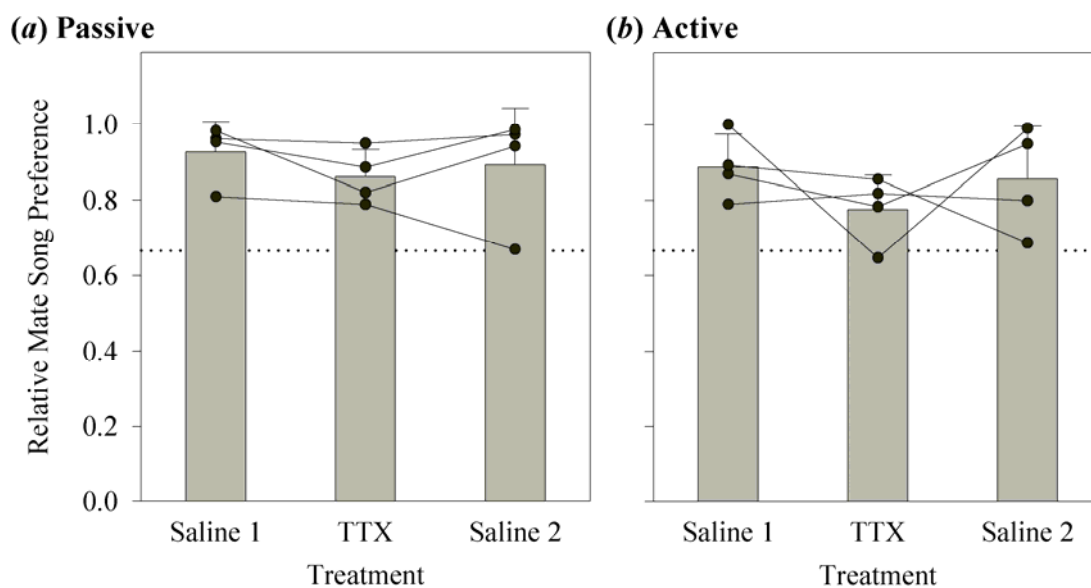 (a) Passive
(b) Active
Relative Mate Song Preference
1.0
0.8
0.6
0.4
0.2
0.0
Saline 1 TTX Saline 2
Treatment
Saline 1 TTX Saline 2
Treatment